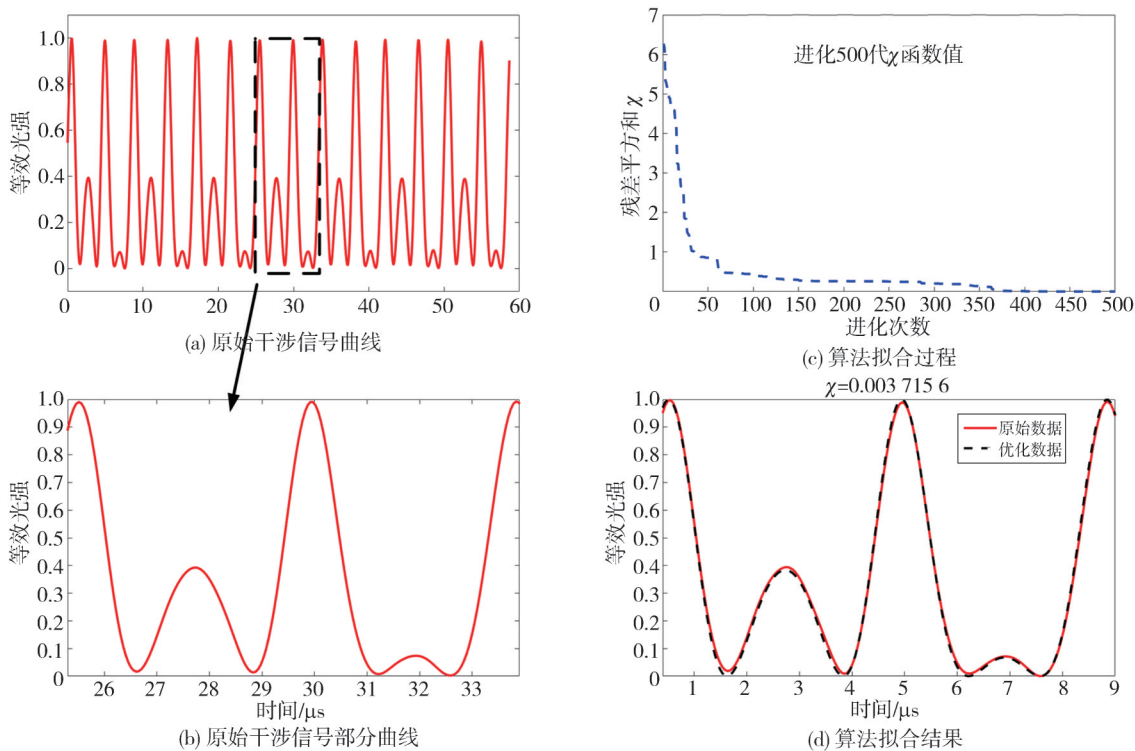 等效光强
1.0
0.8
0.6
0.4
0.2
0
0 10 20 30 40 50 60
(a) 原始干涉信号曲线
残差平方和χ
7
6
5
4
3
2
1
0
进化500代χ函数值
50 100 150 200 250 300 350 400 450 500
进化次数
(c) 算法拟合过程
等效光强
1.0
0.9
0.8
0.7
0.6
0.5
0.4
0.3
0.2
0.1
0
26 27 28 29 30 31 32 33
时间/μs
(b) 原始干涉信号部分曲线
χ=0.003 715 6
等效光强
1.0
0.9
0.8
0.7
0.6
0.5
0.4
0.3
0.2
0.1
0
原始数据
优化数据
1 2 3 4 5 6 7 8 9
时间/μs
(d) 算法拟合结果